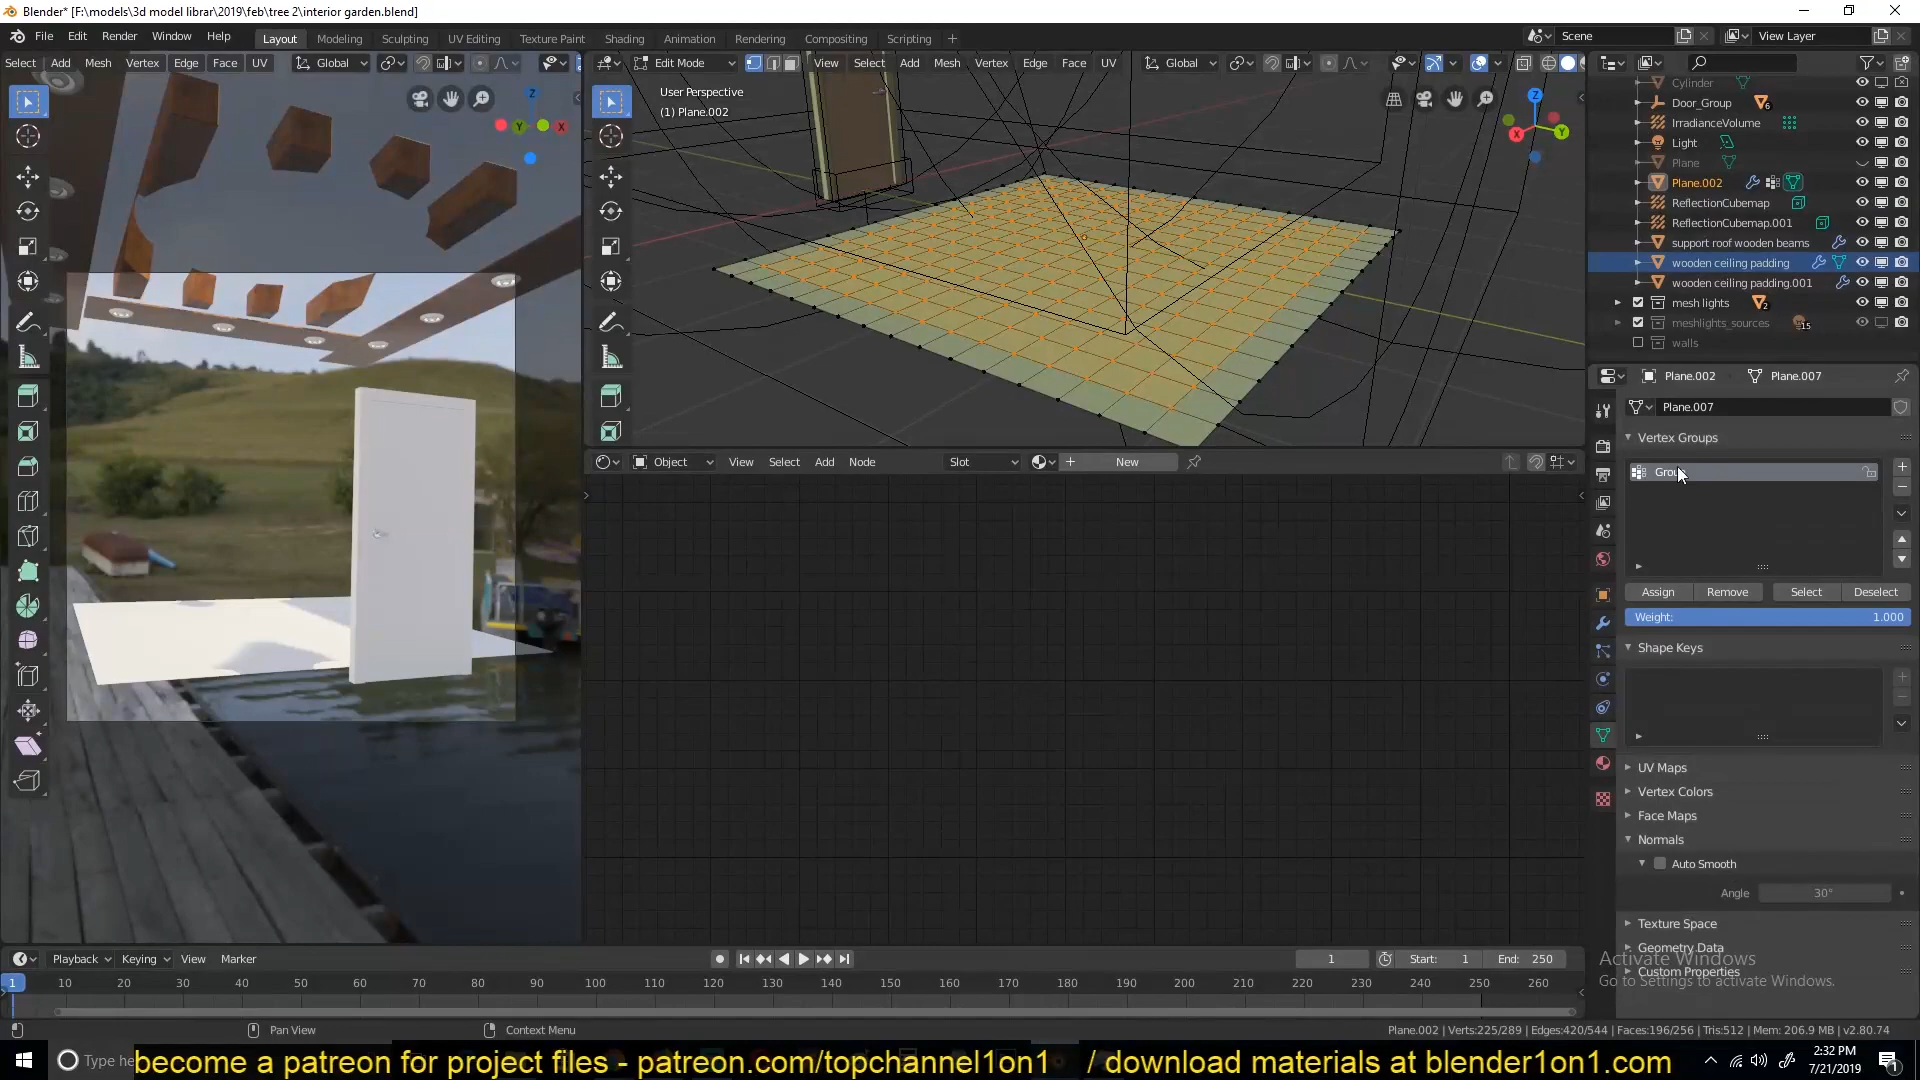 Blender* [F:\models\3d model librar\2019\feb\tree 2\interior garden.blend]
File Edit Render Window Help
Layout Modeling Sculpting UV Editing Texture Paint Shading Animation Rendering Compositing Scripting
Scene
View Layer
Select Add Mesh Vertex Edge Face UV Global
Edit Mode View Select Add Mesh Vertex Edge Face UV Global
User Perspective
(1) Plane.002
Cylinder
Door_Group 6
IrradianceVolume
Light
Plane
Plane.002
ReflectionCubemap
ReflectionCubemap.001
support roof wooden beams
wooden ceiling padding
wooden ceiling padding.001
mesh lights 2
meshlights_sources 15
walls
Plane.002 Plane.007
Plane.007
Vertex Groups
Group
Assign Remove Select Deselect
Weight: 1.000
Shape Keys
UV Maps
Vertex Colors
Face Maps
Normals
Auto Smooth
Angle 30°
Texture Space
Geometry Data
Custom Properties
Activate Windows
Go to Settings to activate Windows.
Object View Select Add Node Slot New
Playback Keying View Marker
1 Start: 1 End: 250
1 10 20 30 40 50 60 70 80 90 100 110 120 130 140 150 160 170 180 190 200 210 220 230 240 250 260
Pan View
Context Menu
Plane.002 | Verts:225/289 | Edges:420/544 | Faces:196/256 | Tris:512 | Mem: 206.9 MB | v2.80.74
Type he
become a patreon for project files - patreon.com/topchannel1on1 / download materials at blender1on1.com
2:32 PM
7/21/2019
1